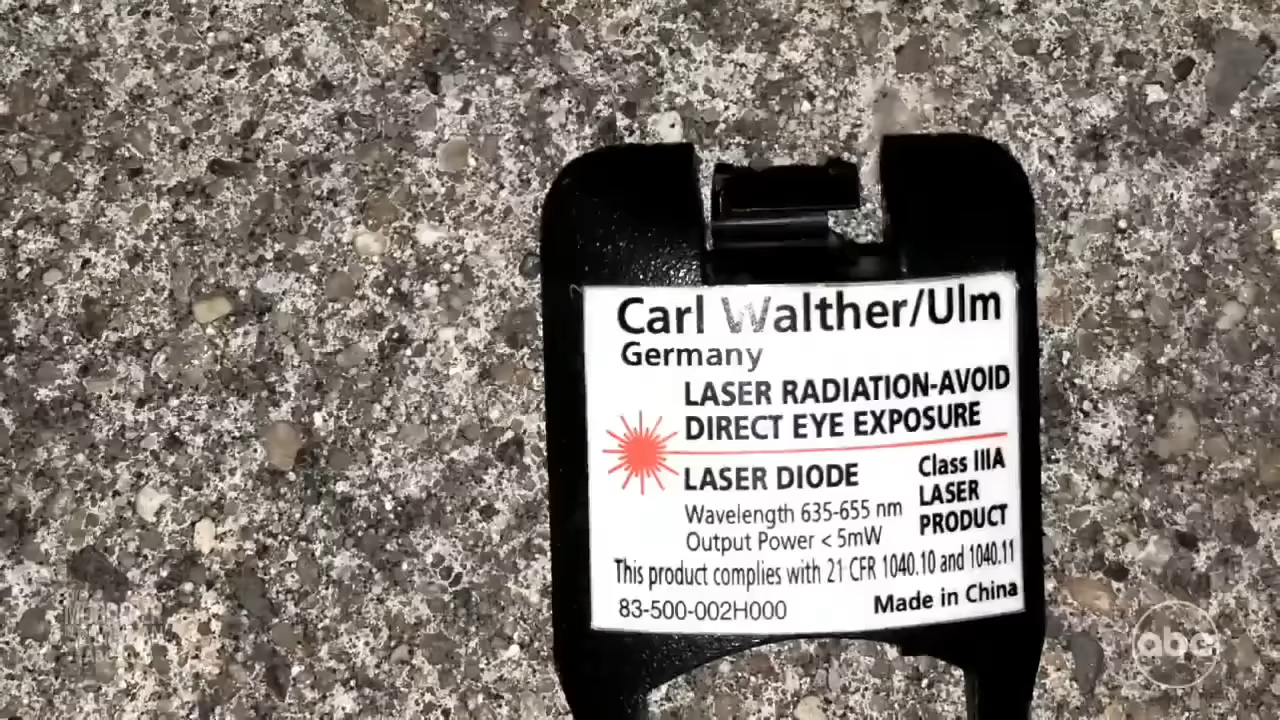 Carl Walther/Ulm
Germany
LASER RADIATION-AVOID
DIRECT EYE EXPOSURE
LASER DIODE
Class IIIA
LASER
PRODUCT
Wavelength 635-655 nm
Output Power < 5mW
This product complies with 21 CFR 1040.10 and 1040.11
83-500-002H000
Made in China
abc